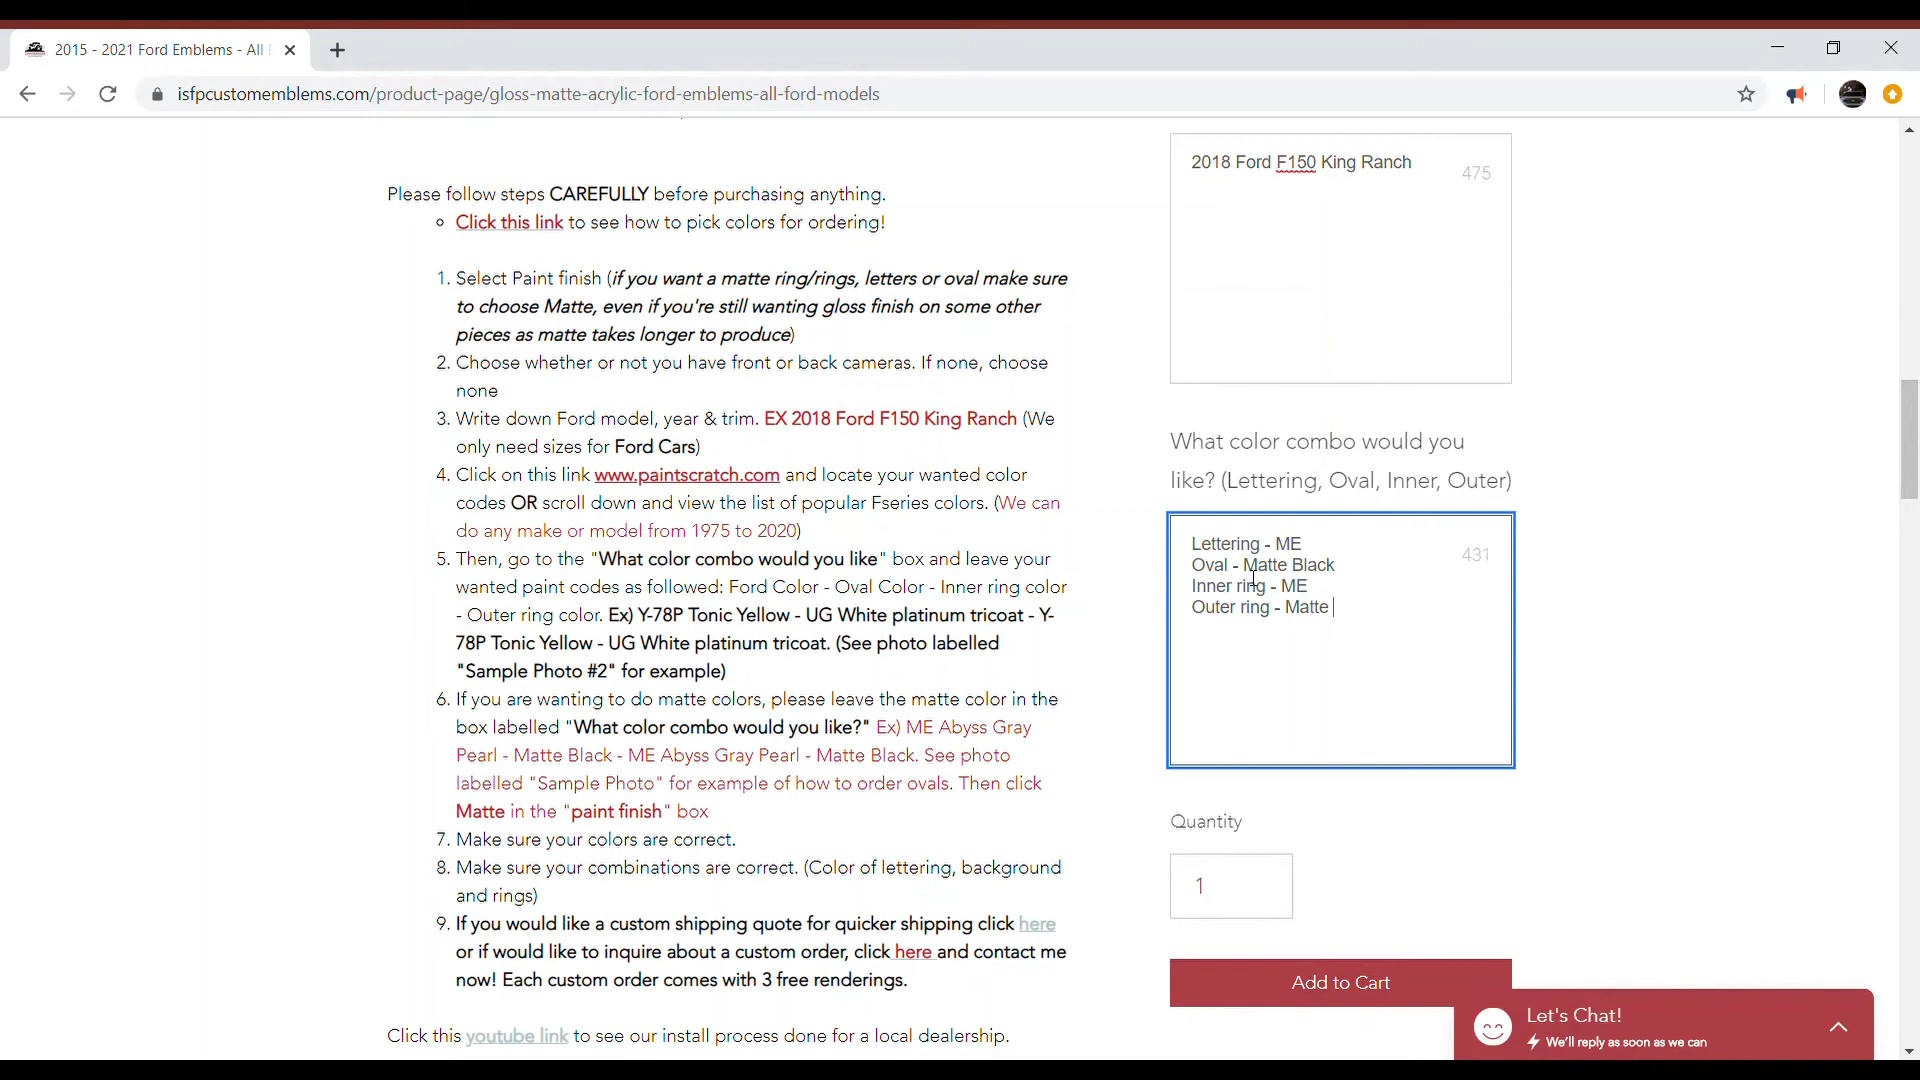 2015 - 2021 Ford Emblems - All F
isfpcustomemblems.com/product-page/gloss-matte-acrylic-ford-emblems-all-ford-models
Please follow steps CAREFULLY before purchasing anything.
Click this link to see how to pick colors for ordering!
1. Select Paint finish (if you want a matte ring/rings, letters or oval make sure
to choose Matte, even if you're still wanting gloss finish on some other
pieces as matte takes longer to produce)
2. Choose whether or not you have front or back cameras. If none, choose
none
3. Write down Ford model, year & trim. EX 2018 Ford F150 King Ranch (We
only need sizes for Ford Cars)
4. Click on this link www.paintscratch.com and locate your wanted color
codes OR scroll down and view the list of popular Fseries colors. (We can
do any make or model from 1975 to 2020)
5. Then, go to the "What color combo would you like" box and leave your
wanted paint codes as followed: Ford Color - Oval Color - Inner ring color
- Outer ring color. Ex) Y-78P Tonic Yellow - UG White platinum tricoat - Y-
78P Tonic Yellow - UG White platinum tricoat. (See photo labelled
"Sample Photo #2" for example)
6. If you are wanting to do matte colors, please leave the matte color in the
box labelled "What color combo would you like?" Ex) ME Abyss Gray
Pearl - Matte Black - ME Abyss Gray Pearl - Matte Black. See photo
labelled "Sample Photo" for example of how to order ovals. Then click
Matte in the "paint finish" box
7. Make sure your colors are correct.
8. Make sure your combinations are correct. (Color of lettering, background
and rings)
9. If you would like a custom shipping quote for quicker shipping click here
or if would like to inquire about a custom order, click here and contact me
now! Each custom order comes with 3 free renderings.
Click this youtube link to see our install process done for a local dealership.
2018 Ford F150 King Ranch
475
What color combo would you
like? (Lettering, Oval, Inner, Outer)
Lettering - ME
431
Oval - Matte Black
Inner ring - ME
Outer ring - Matte
Quantity
1
Add to Cart
Let's Chat!
We'll reply as soon as we can